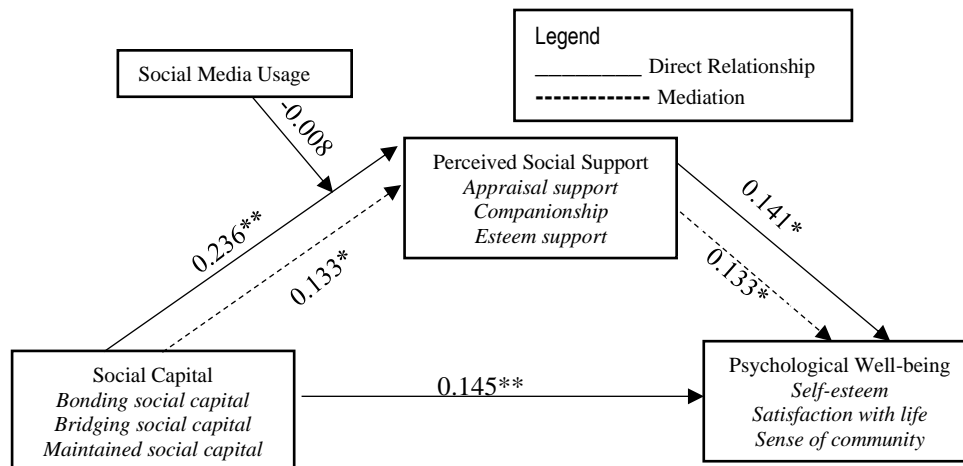 Social Media Usage
Legend
_________ Direct Relationship
---------- Mediation
-0.008
Perceived Social Support
Appraisal support
Companionship
Esteem support
0.236**
0.133*
0.141*
0.133*
Social Capital
Bonding social capital
Bridging social capital
Maintained social capital
0.145**
Psychological Well-being
Self-esteem
Satisfaction with life
Sense of community